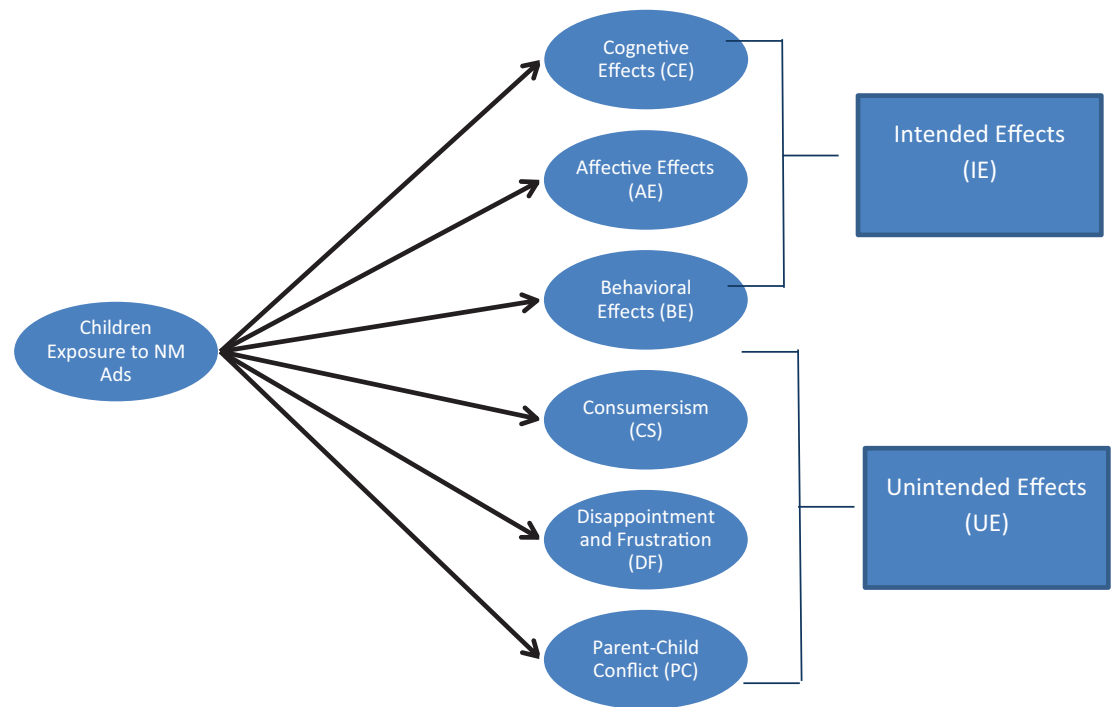 Cognetive
Effects (CE)
Affective Effects
(AE)
Behavioral
Effects (BE)
Children
Exposure to NM
Ads
Consumersism
(CS)
Disappointment
and Frustration
(DF)
Parent-Child
Conflict (PC)
Intended Effects
(IE)
Unintended Effects
(UE)